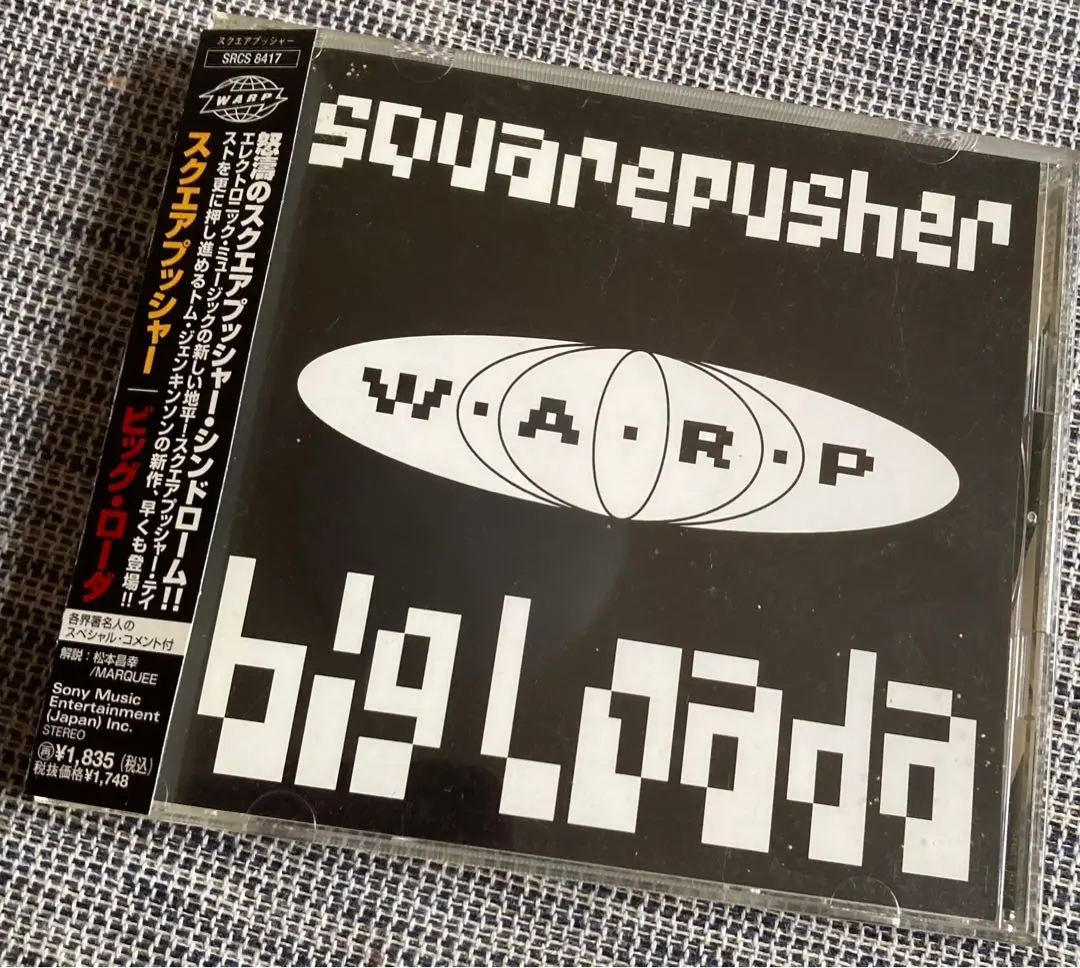 スクエアプッシャー
SRCS 8417
WARP
怒濤のスクエアプッシャー・シンドローム!!
エレクトロニック・ミュージックの新しい地平!スクエアプッシャー・テイ
ストを更に押し進めるトム・ジェンキンソンの新作、早くも登場!!
スクエアプッシャー
ビッグ・ローダ
各界著名人の
スペシャル・コメント付
解説:松本昌幸
/MARQUEE
Sony Music
Entertainment
(Japan) Inc.
STEREO
再¥1,835(税込)
税抜価格¥1,748
squarepusher
W・A・R・P
big Loada